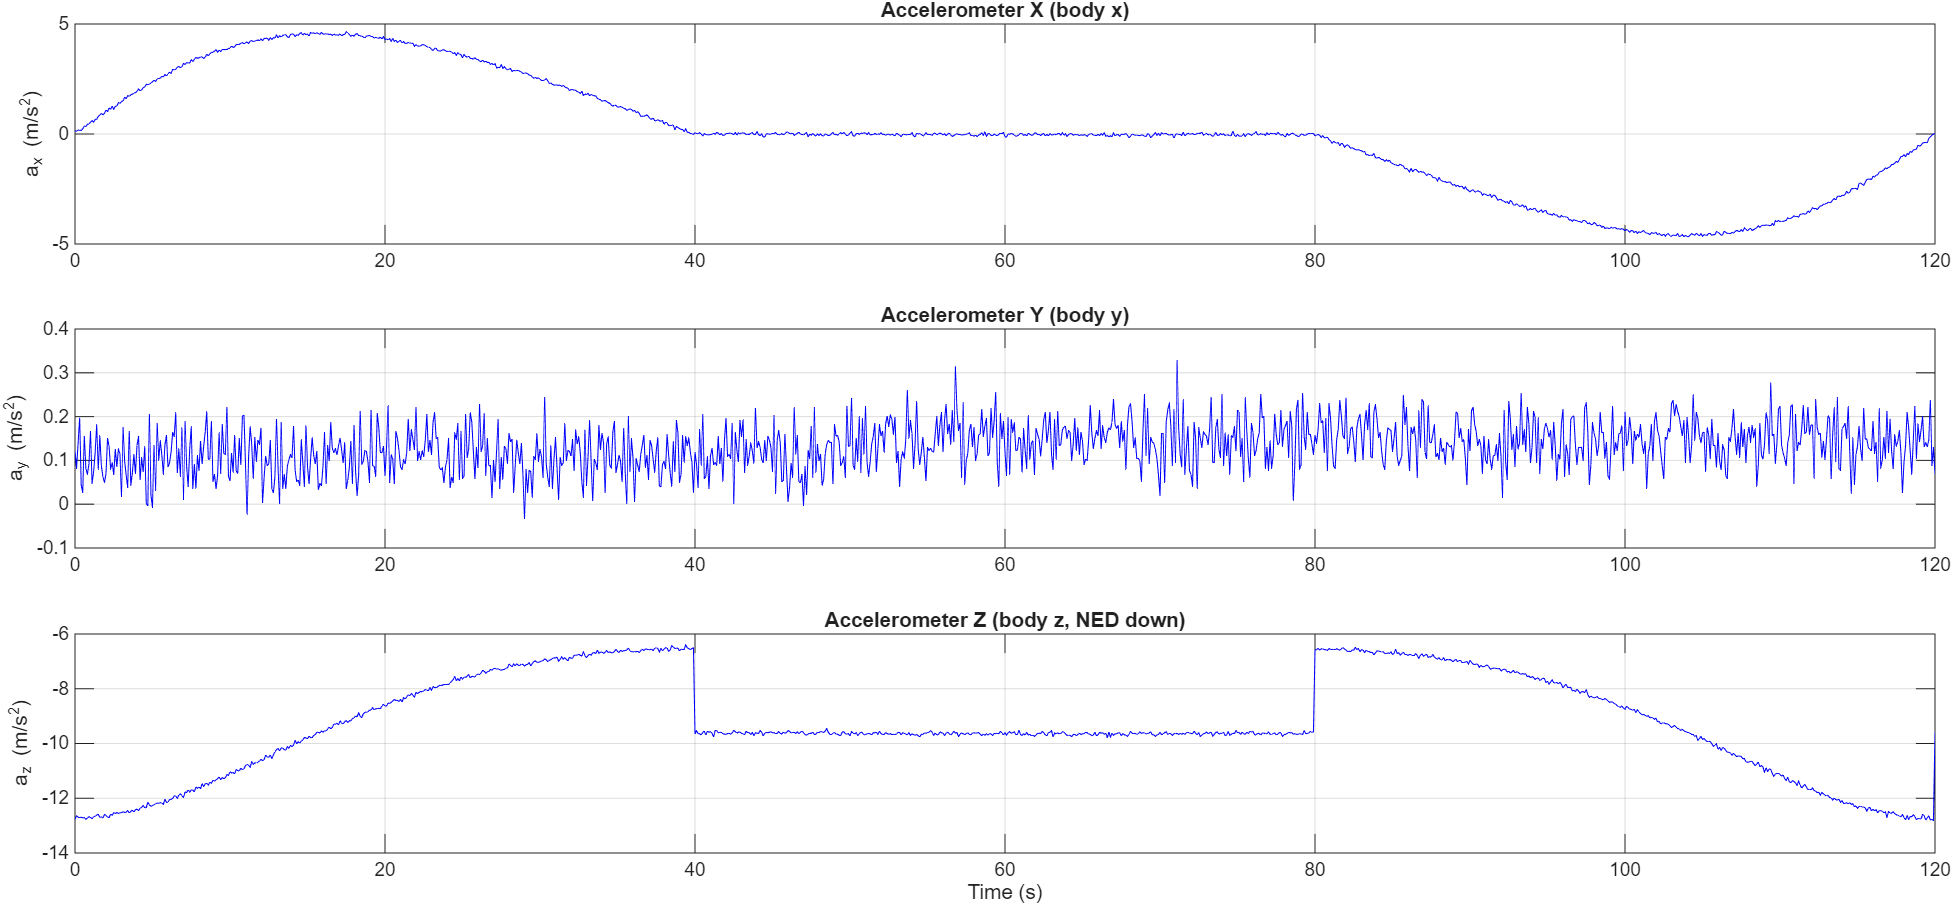 Accelerometer X (body x)
5
0
-5
a_x (m/s^2)
0 20 40 60 80 100 120
Accelerometer Y (body y)
0.4
0.3
0.2
0.1
0
-0.1
a_y (m/s^2)
0 20 40 60 80 100 120
Accelerometer Z (body z, NED down)
-6
-8
-10
-12
-14
a_z (m/s^2)
0 20 40 60 80 100 120
Time (s)